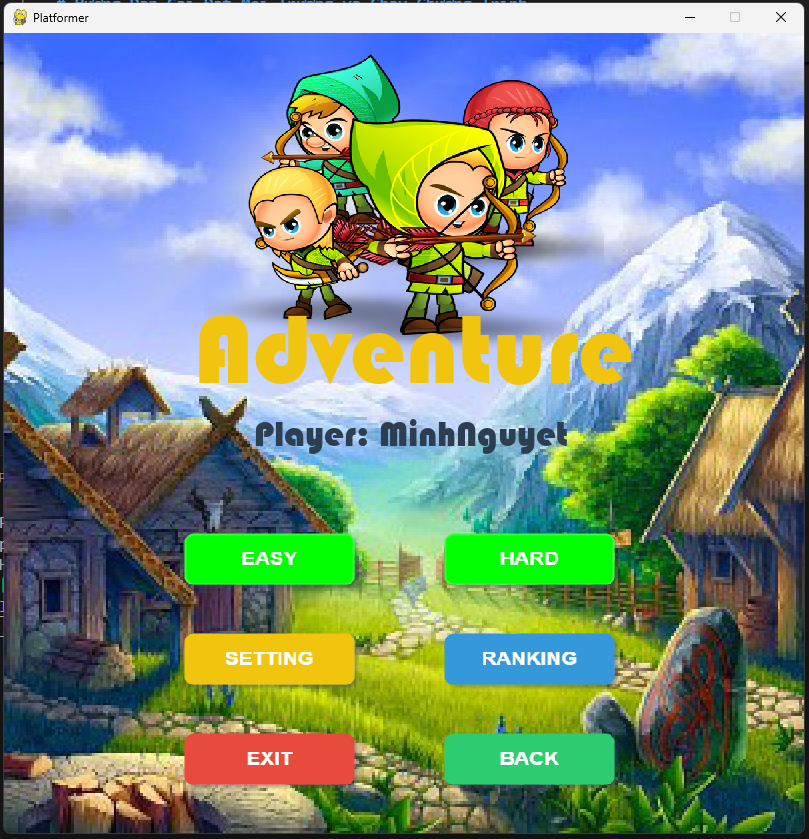 Platformer
Adventure
Player: MinhNguyet
EASY
HARD
SETTING
RANKING
EXIT
BACK